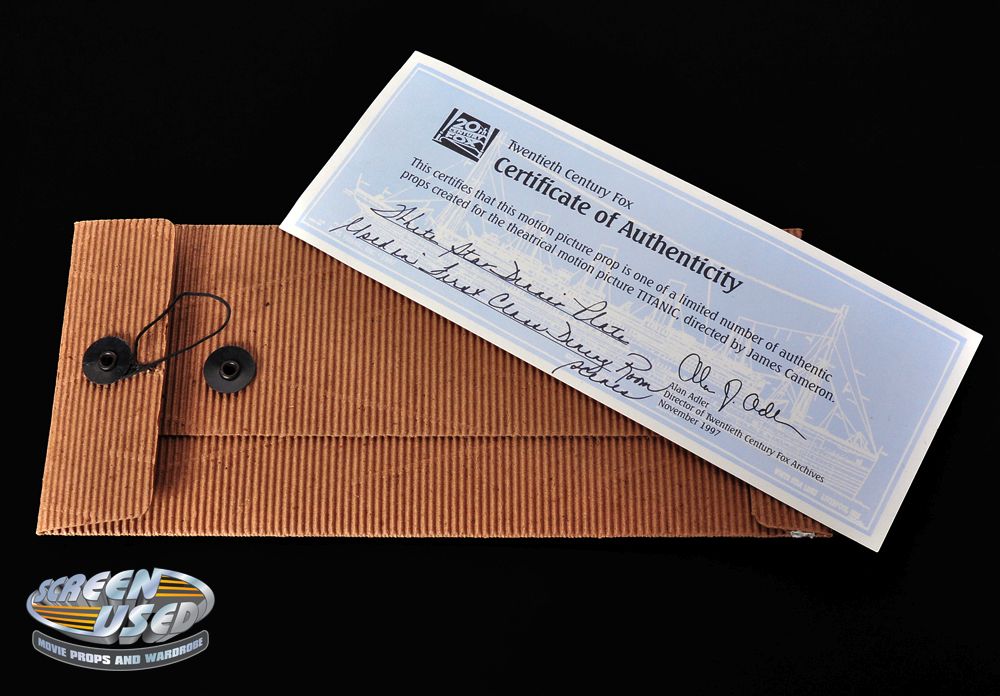 20th
CENTURY
FOX
Twentieth Century Fox
Certificate of Authenticity
This certifies that this motion picture prop is one of a limited number of authentic
props created for the theatrical motion picture TITANIC, directed by James Cameron.
White Star Dinner Plate
Used in First Class Dining Room
scenes
Alan J. Adler
Alan Adler
Director of Twentieth Century Fox Archives
November 1997
SCREEN
USED
MOVIE PROPS AND WARDROBE